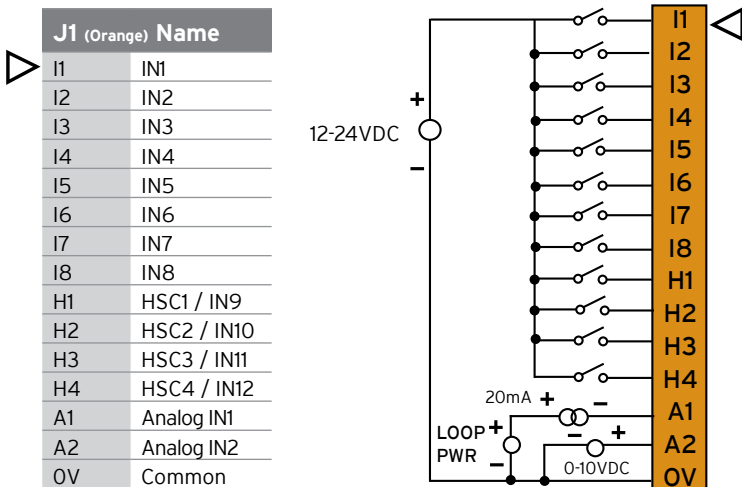 J1 (Orange) Name
I1 IN1
I2 IN2
I3 IN3
I4 IN4
I5 IN5
I6 IN6
I7 IN7
I8 IN8
H1 HSC1 / IN9
H2 HSC2 / IN10
H3 HSC3 / IN11
H4 HSC4 / IN12
A1 Analog IN1
A2 Analog IN2
0V Common
12-24VDC
+
−
I1
I2
I3
I4
I5
I6
I7
I8
H1
H2
H3
H4
20mA + −
A1
LOOP +
PWR −
− +
0-10VDC
A2
0V